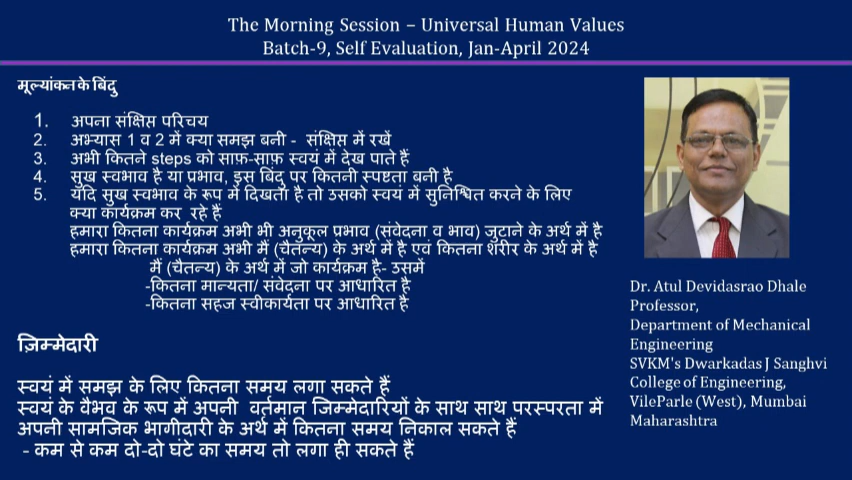 The Morning Session – Universal Human Values
Batch-9, Self Evaluation, Jan-April 2024
मूल्यांकन के बिंदु
1. अपना संक्षिप्त परिचय
2. अभ्यास 1 व 2 में क्या समझ बनी - संक्षिप्त में रखें
3. अभी कितने steps को साफ़-साफ़ स्वयं में देख पाते हैं
4. सुख स्वभाव है या प्रभाव, इस बिंदु पर कितनी स्पष्टता बनी है
5. यदि सुख स्वभाव के रूप में दिखता है तो उसको स्वयं में सुनिश्चित करने के लिए
क्या कार्यक्रम कर रहे हैं
हमारा कितना कार्यक्रम अभी भी अनुकूल प्रभाव (संवेदना व भाव) जुटाने के अर्थ में है
हमारा कितना कार्यक्रम अभी मैं (चैतन्य) के अर्थ में है एवं कितना शरीर के अर्थ में है
मैं (चैतन्य) के अर्थ में जो कार्यक्रम है- उसमें
-कितना मान्यता/ संवेदना पर आधारित है
-कितना सहज स्वीकार्यता पर आधारित है
ज़िम्मेदारी
स्वयं में समझ के लिए कितना समय लगा सकते हैं
स्वयं के वैभव के रूप में अपनी वर्तमान जिम्मेदारियों के साथ साथ परस्परता में
अपनी सामजिक भागीदारी के अर्थ में कितना समय निकाल सकते हैं
- कम से कम दो-दो घंटे का समय तो लगा ही सकते हैं
Dr. Atul Devidasrao Dhale
Professor,
Department of Mechanical
Engineering
SVKM's Dwarkadas J Sanghvi
College of Engineering,
VileParle (West), Mumbai
Maharashtra